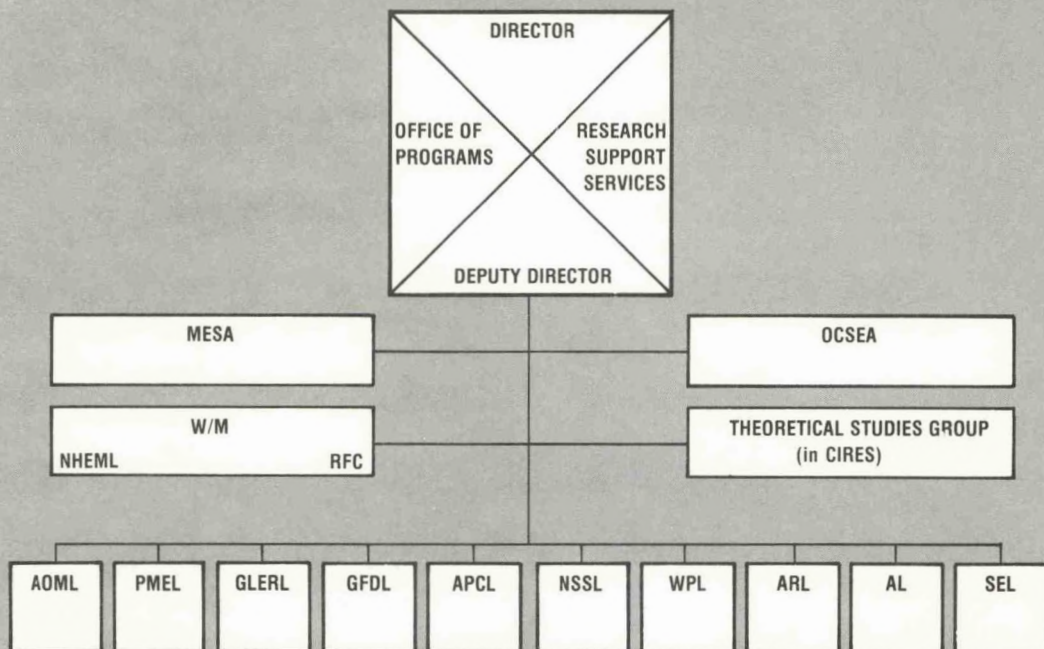 DIRECTOR
OFFICE OF
PROGRAMS
RESEARCH
SUPPORT
SERVICES
DEPUTY DIRECTOR
MESA
OCSEA
W/M
NHEML RFC
THEORETICAL STUDIES GROUP
(in CIRES)
AOML PMEL GLERL GFDL APCL NSSL WPL ARL AL SEL